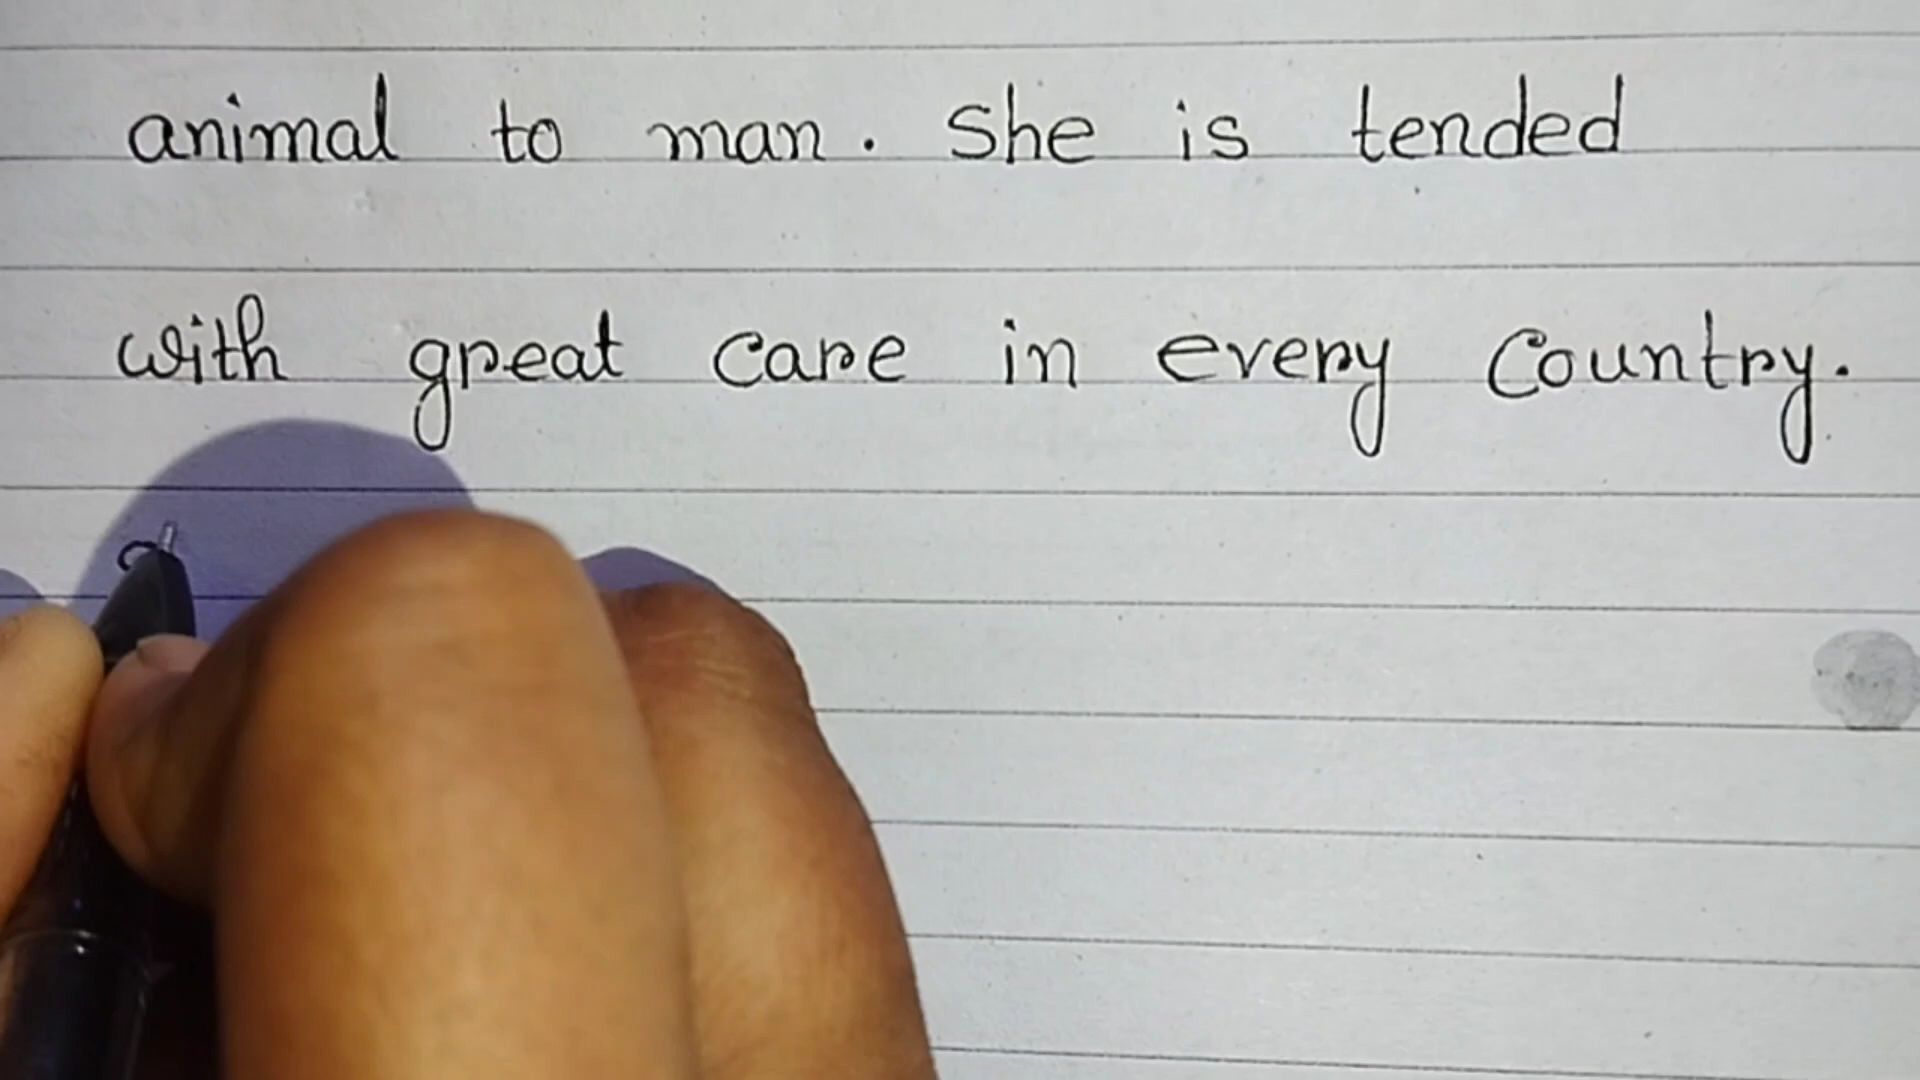 animal to man. She is tended
with great care in every Country.